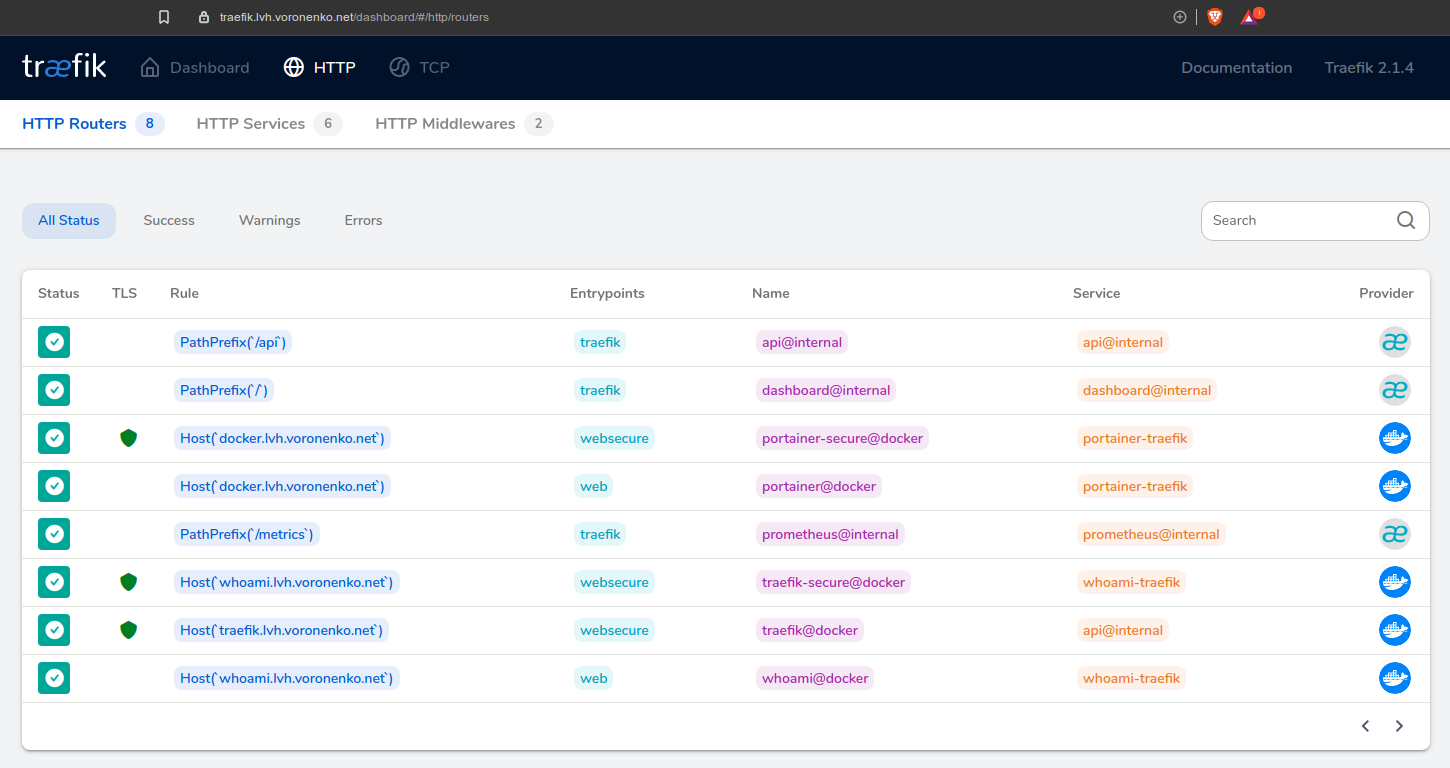 traefik.lvh.voronenko.net/dashboard/#/http/routers
træfik Dashboard HTTP TCP Documentation Traefik 2.1.4
HTTP Routers 8 HTTP Services 6 HTTP Middlewares 2
All Status Success Warnings Errors Search
Status TLS Rule Entrypoints Name Service Provider
PathPrefix(`/api`) traefik api@internal api@internal æ
PathPrefix(`/`) traefik dashboard@internal dashboard@internal æ
Host(`docker.lvh.voronenko.net`) websecure portainer-secure@docker portainer-traefik
Host(`docker.lvh.voronenko.net`) web portainer@docker portainer-traefik
PathPrefix(`/metrics`) traefik prometheus@internal prometheus@internal æ
Host(`whoami.lvh.voronenko.net`) websecure traefik-secure@docker whoami-traefik
Host(`traefik.lvh.voronenko.net`) websecure traefik@docker api@internal
Host(`whoami.lvh.voronenko.net`) web whoami@docker whoami-traefik